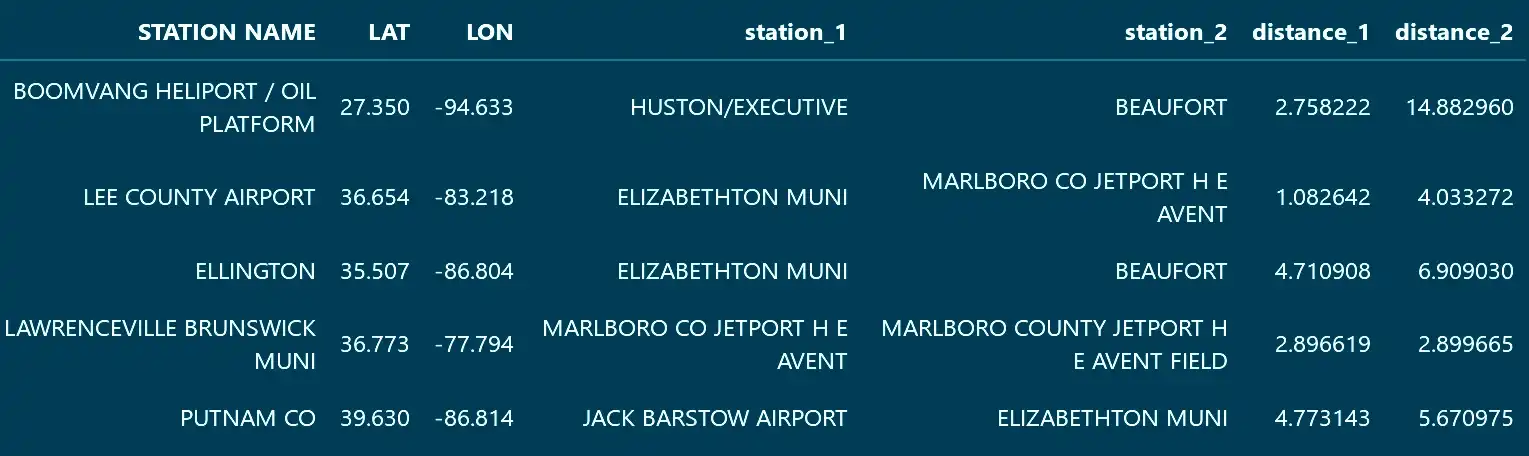 STATION NAME LAT LON station_1 station_2 distance_1 distance_2
BOOMVANG HELIPORT / OIL
PLATFORM 27.350 -94.633 HUSTON/EXECUTIVE BEAUFORT 2.758222 14.882960
LEE COUNTY AIRPORT 36.654 -83.218 ELIZABETHTON MUNI MARLBORO CO JETPORT H E
AVENT 1.082642 4.033272
ELLINGTON 35.507 -86.804 ELIZABETHTON MUNI BEAUFORT 4.710908 6.909030
LAWRENCEVILLE BRUNSWICK
MUNI 36.773 -77.794 MARLBORO CO JETPORT H E
AVENT MARLBORO COUNTY JETPORT H
E AVENT FIELD 2.896619 2.899665
PUTNAM CO 39.630 -86.814 JACK BARSTOW AIRPORT ELIZABETHTON MUNI 4.773143 5.670975